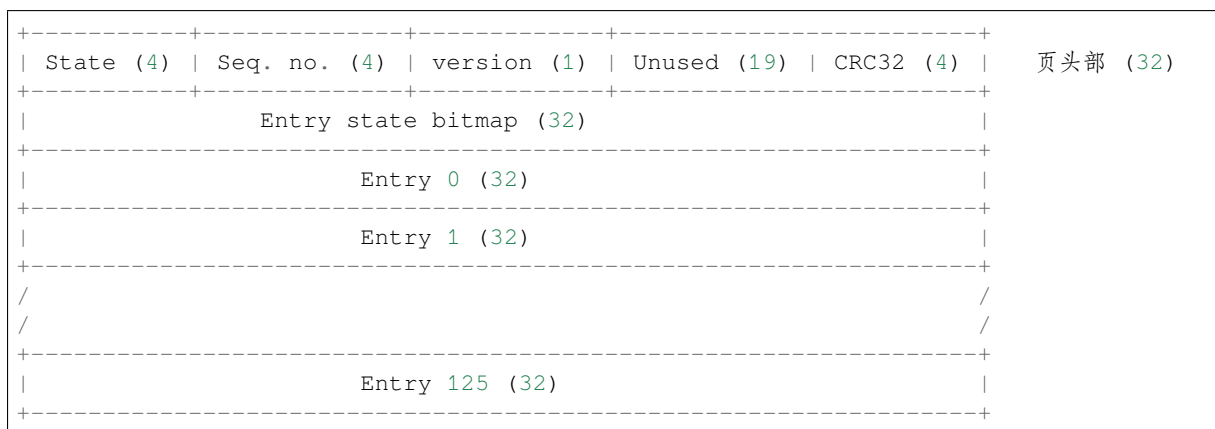 +-----------+--------------+-------------+-------------------------+
| State (4) | Seq. no. (4) | version (1) | Unused (19) | CRC32 (4) | 页头部 (32)
+-----------+--------------+-------------+-------------------------+
| Entry state bitmap (32) |
+------------------------------------------------------------------+
| Entry 0 (32) |
+------------------------------------------------------------------+
| Entry 1 (32) |
+------------------------------------------------------------------+
/ /
/ /
+------------------------------------------------------------------+
| Entry 125 (32) |
+------------------------------------------------------------------+